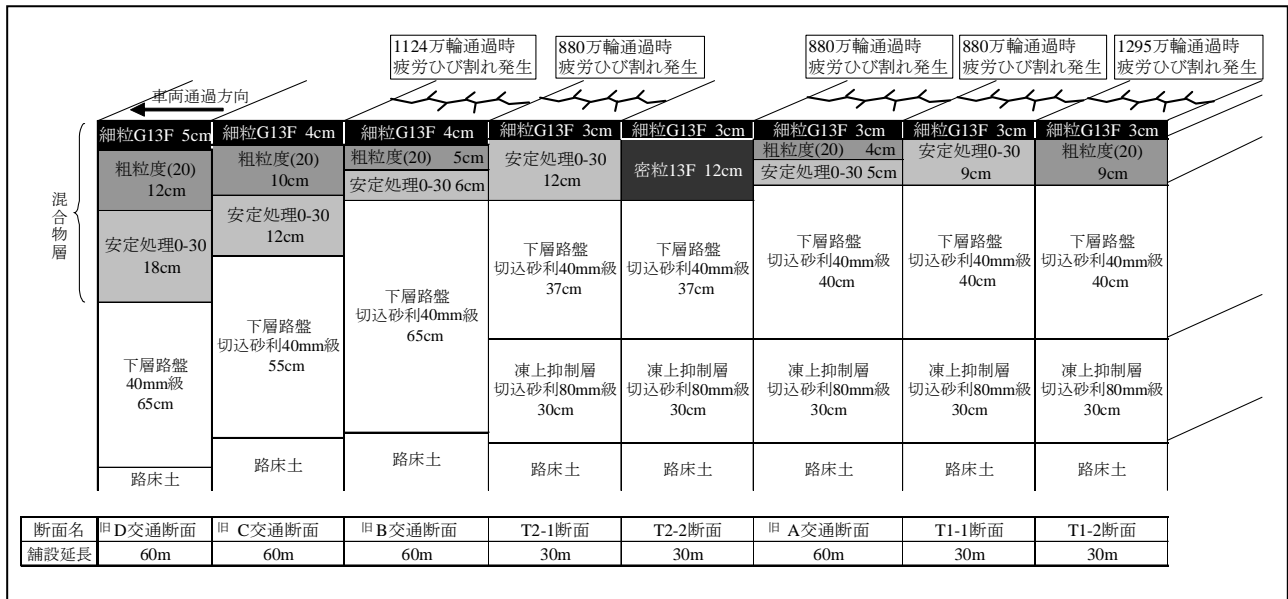 1124万輪通過時
疲労ひび割れ発生
880万輪通過時
疲労ひび割れ発生
880万輪通過時
疲労ひび割れ発生
880万輪通過時
疲労ひび割れ発生
1295万輪通過時
疲労ひび割れ発生
車両通過方向
混合物層
細粒G13F 5cm
粗粒度(20)
12cm
安定処理0-30
18cm
下層路盤
40mm級
65cm
路床土
細粒G13F 4cm
粗粒度(20)
10cm
安定処理0-30
12cm
下層路盤
切込砂利40mm級
55cm
路床土
細粒G13F 4cm
粗粒度(20) 5cm
安定処理0-30 6cm
下層路盤
切込砂利40mm級
65cm
路床土
細粒G13F 3cm
安定処理0-30
12cm
下層路盤
切込砂利40mm級
37cm
凍上抑制層
切込砂利80mm級
30cm
路床土
細粒G13F 3cm
密粒13F 12cm
下層路盤
切込砂利40mm級
37cm
凍上抑制層
切込砂利80mm級
30cm
路床土
細粒G13F 3cm
粗粒度(20) 4cm
安定処理0-30 5cm
下層路盤
切込砂利40mm級
40cm
凍上抑制層
切込砂利80mm級
30cm
路床土
細粒G13F 3cm
安定処理0-30
9cm
下層路盤
切込砂利40mm級
40cm
凍上抑制層
切込砂利80mm級
30cm
路床土
細粒G13F 3cm
粗粒度(20)
9cm
下層路盤
切込砂利40mm級
40cm
凍上抑制層
切込砂利80mm級
30cm
路床土
断面名 旧D交通断面 旧 C交通断面 旧B交通断面 T2-1断面 T2-2断面 旧 A交通断面 T1-1断面 T1-2断面
舗設延長 60m 60m 60m 30m 30m 60m 30m 30m